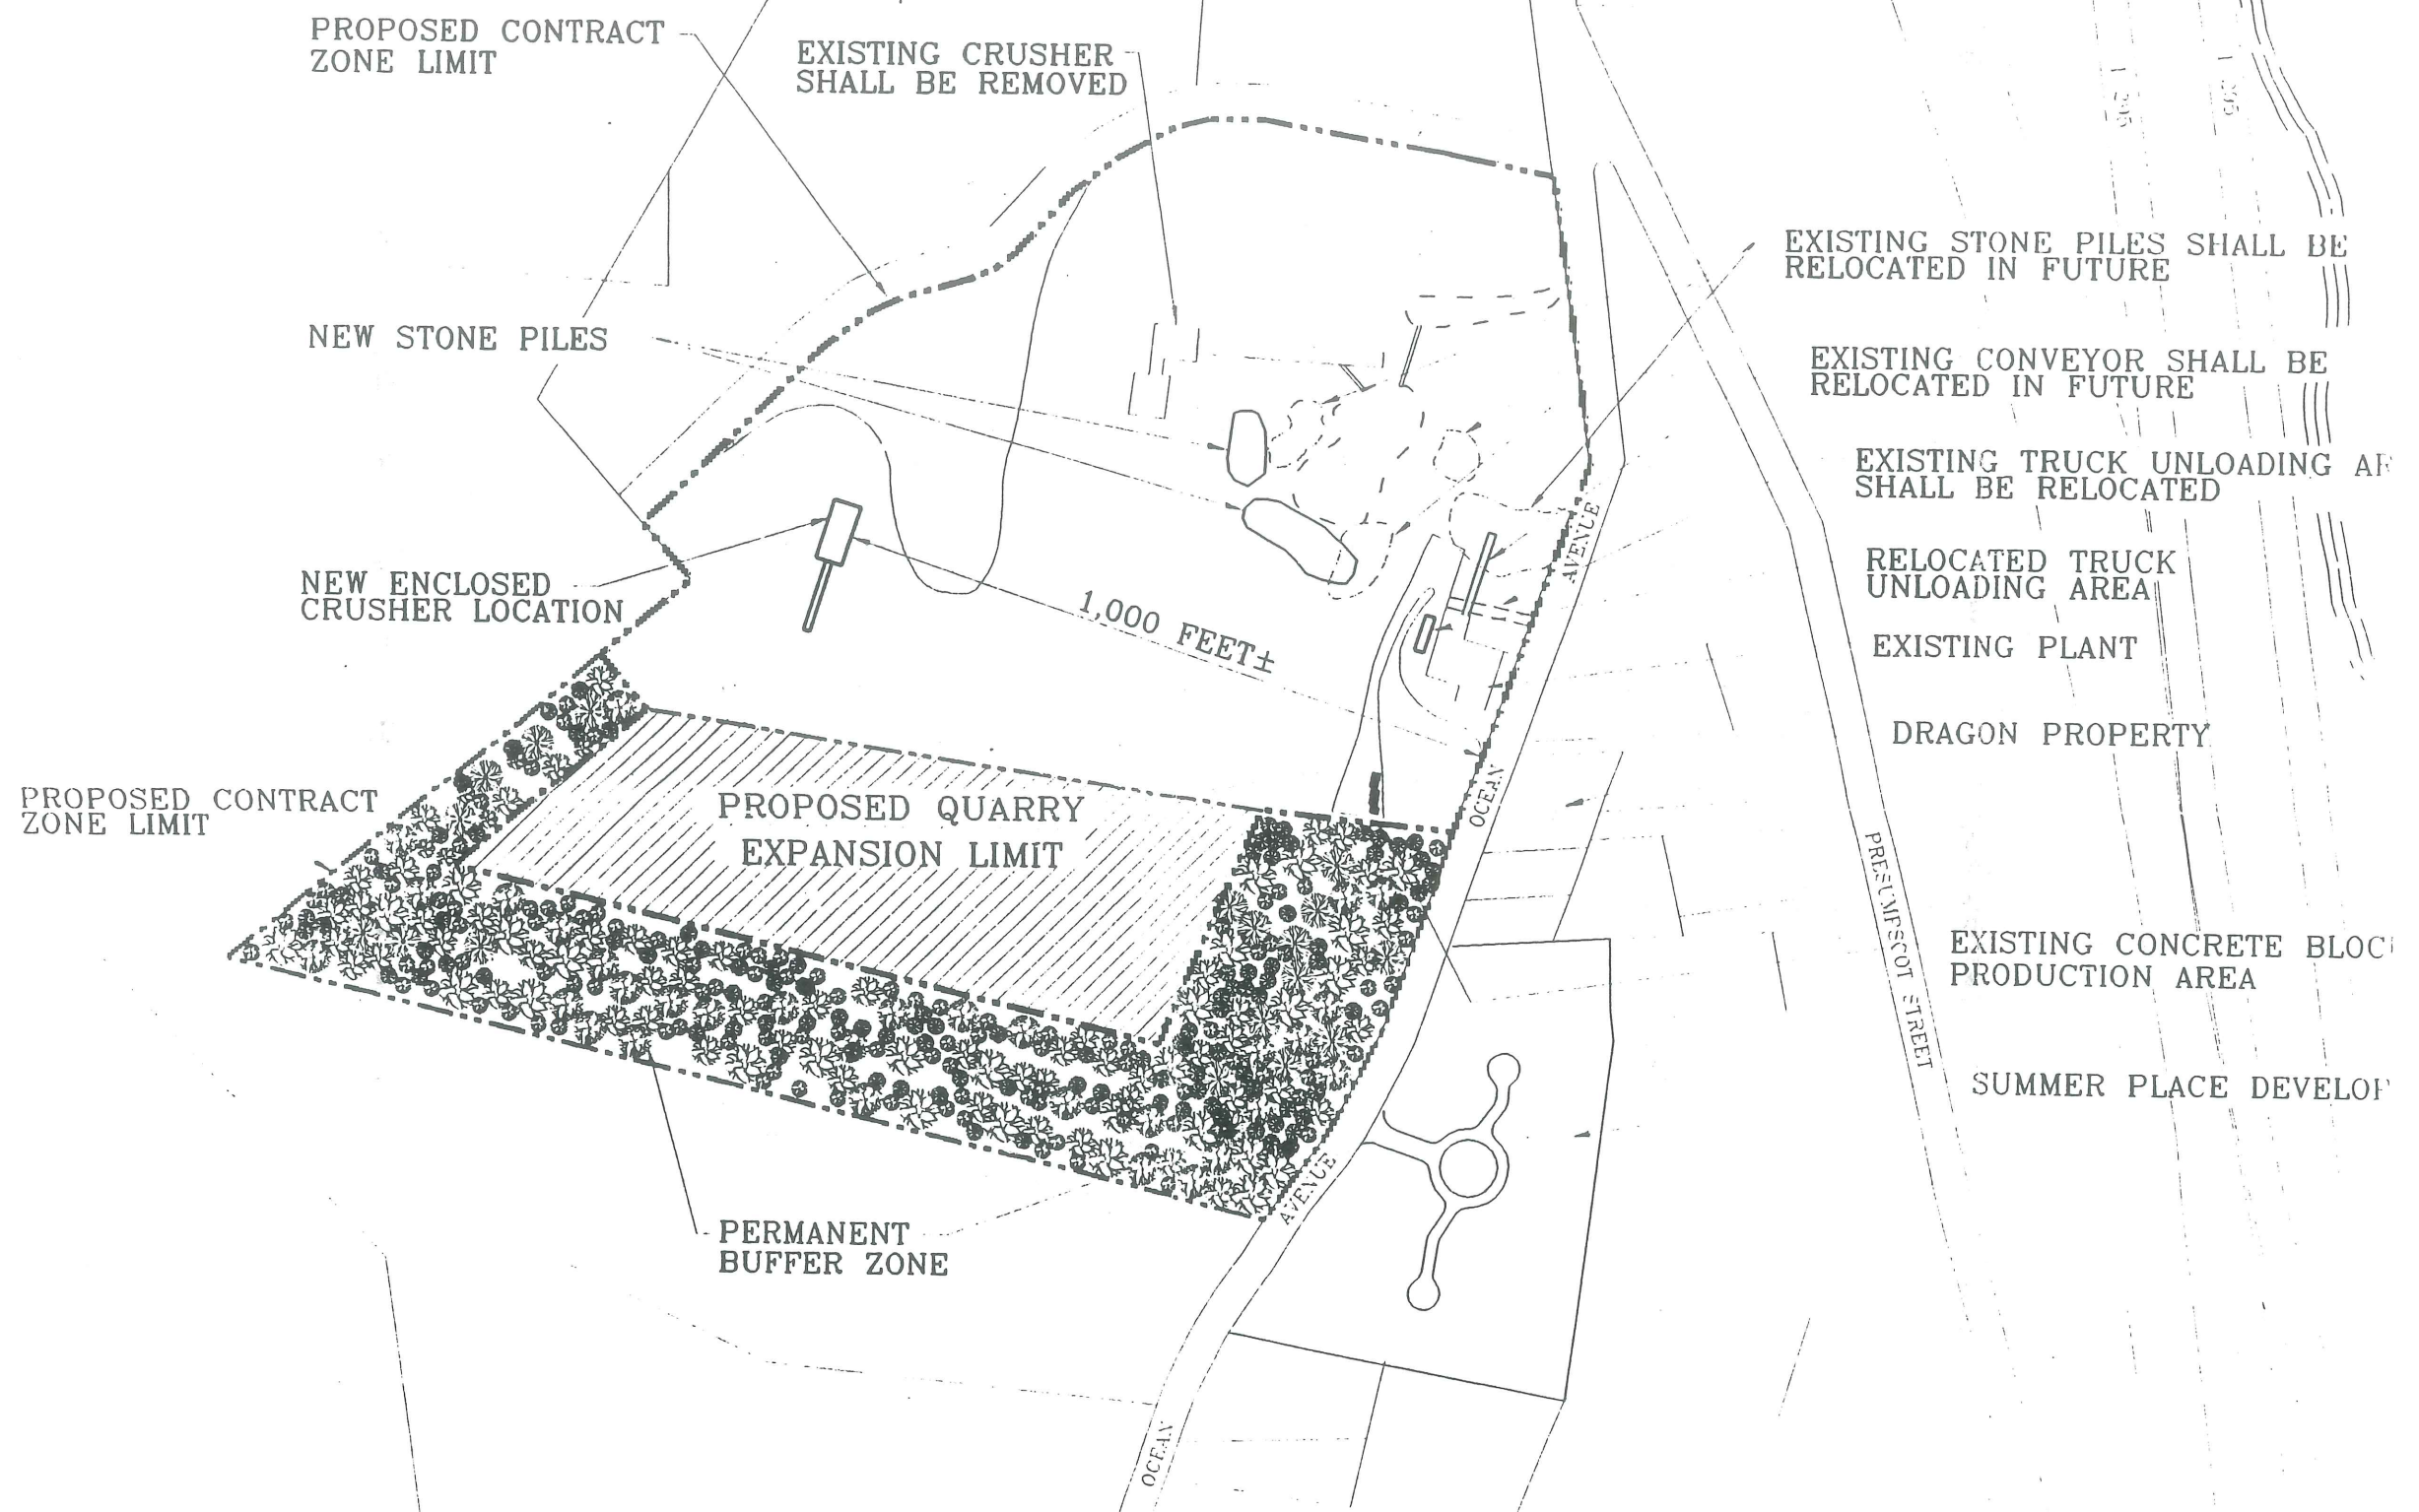 PROPOSED CONTRACT
ZONE LIMIT
EXISTING CRUSHER
SHALL BE REMOVED
EXISTING STONE PILES SHALL BE
RELOCATED IN FUTURE
NEW STONE PILES
EXISTING CONVEYOR SHALL BE
RELOCATED IN FUTURE
EXISTING TRUCK UNLOADING AR
SHALL BE RELOCATED
AVENUE
RELOCATED TRUCK
UNLOADING AREA
NEW ENCLOSED
CRUSHER LOCATION
1,000 FEET±
EXISTING PLANT
DRAGON PROPERTY
OCEAN
PROPOSED CONTRACT
ZONE LIMIT
PROPOSED QUARRY
EXPANSION LIMIT
PRESUMPSCOT STREET
EXISTING CONCRETE BLOC
PRODUCTION AREA
SUMMER PLACE DEVELOP
AVENUE
PERMANENT
BUFFER ZONE
OCEAN